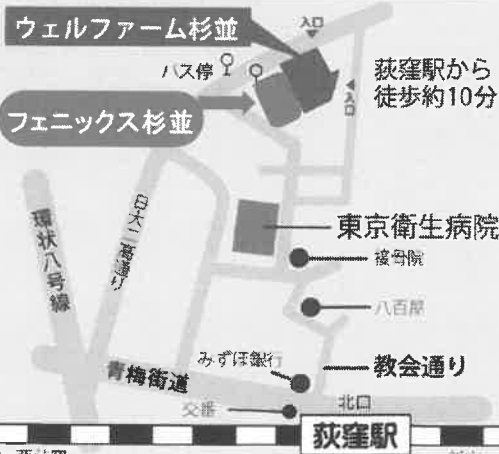 入口
ウェルファーム杉並
バス停
荻窪駅から
徒歩約10分
入口
フェニックス杉並
日大二高通り
環状八号線
東京衛生病院
接骨院
八百屋
みずほ銀行
教会通り
青梅街道
交番
北口
荻窪駅